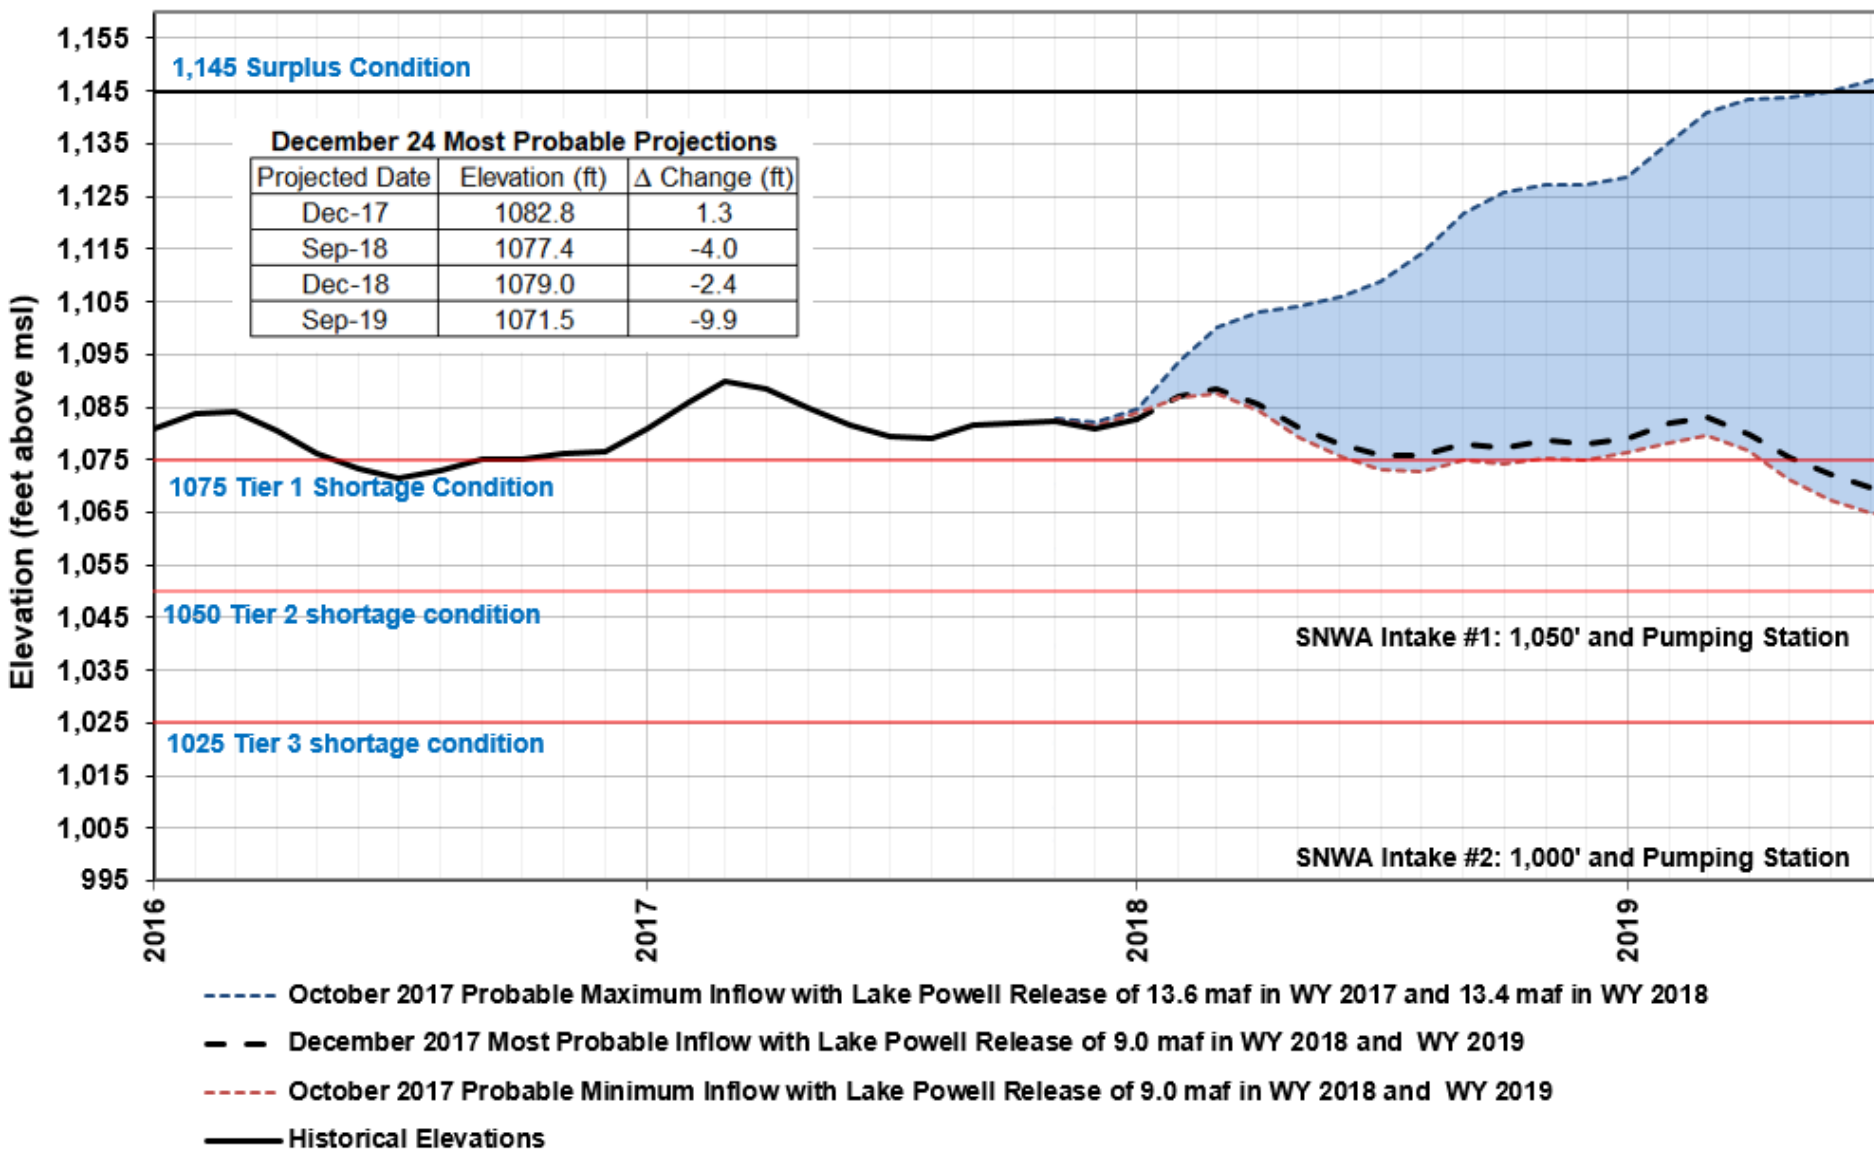 1,155
1,145 Surplus Condition
1,145
1,135
December 24 Most Probable Projections
Projected Date Elevation (ft) Δ Change (ft)
Dec-17 1082.8 1.3
Sep-18 1077.4 -4.0
Dec-18 1079.0 -2.4
Sep-19 1071.5 -9.9
1,125
1,115
1,105
1,095
1,085
1,075
1075 Tier 1 Shortage Condition
1,065
1,055
1050 Tier 2 shortage condition
1,045
SNWA Intake #1: 1,050' and Pumping Station
1,035
1,025
1025 Tier 3 shortage condition
1,015
1,005
SNWA Intake #2: 1,000' and Pumping Station
995
Elevation (feet above msl)
2016
2017
2018
2019
October 2017 Probable Maximum Inflow with Lake Powell Release of 13.6 maf in WY 2017 and 13.4 maf in WY 2018
December 2017 Most Probable Inflow with Lake Powell Release of 9.0 maf in WY 2018 and WY 2019
October 2017 Probable Minimum Inflow with Lake Powell Release of 9.0 maf in WY 2018 and WY 2019
Historical Elevations